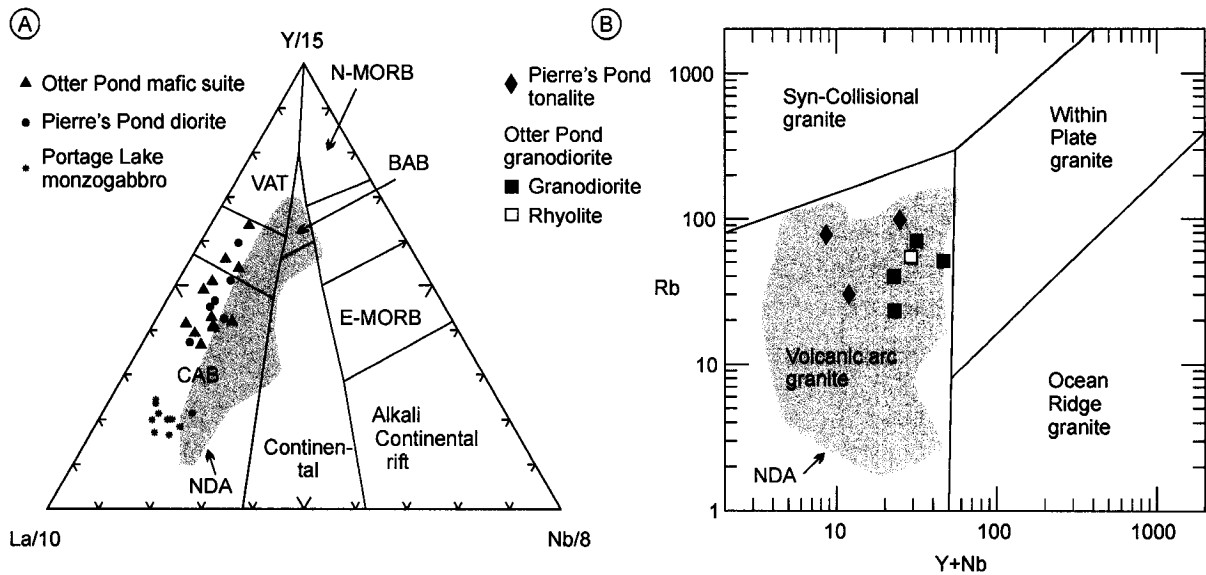 A
Y/15
Otter Pond mafic suite
Pierre's Pond diorite
Portage Lake
monzogabbro
N-MORB
BAB
VAT
E-MORB
CAB
Alkali
Continental
rift
Continen-
tal
NDA
La/10
Nb/8
B
Pierre's Pond
tonalite
Otter Pond
granodiorite
Granodiorite
Rhyolite
1000
100
Rb
10
1
Syn-Collisional
granite
Within
Plate
granite
Volcanic arc
granite
Ocean
Ridge
granite
NDA
10
100
1000
Y+Nb